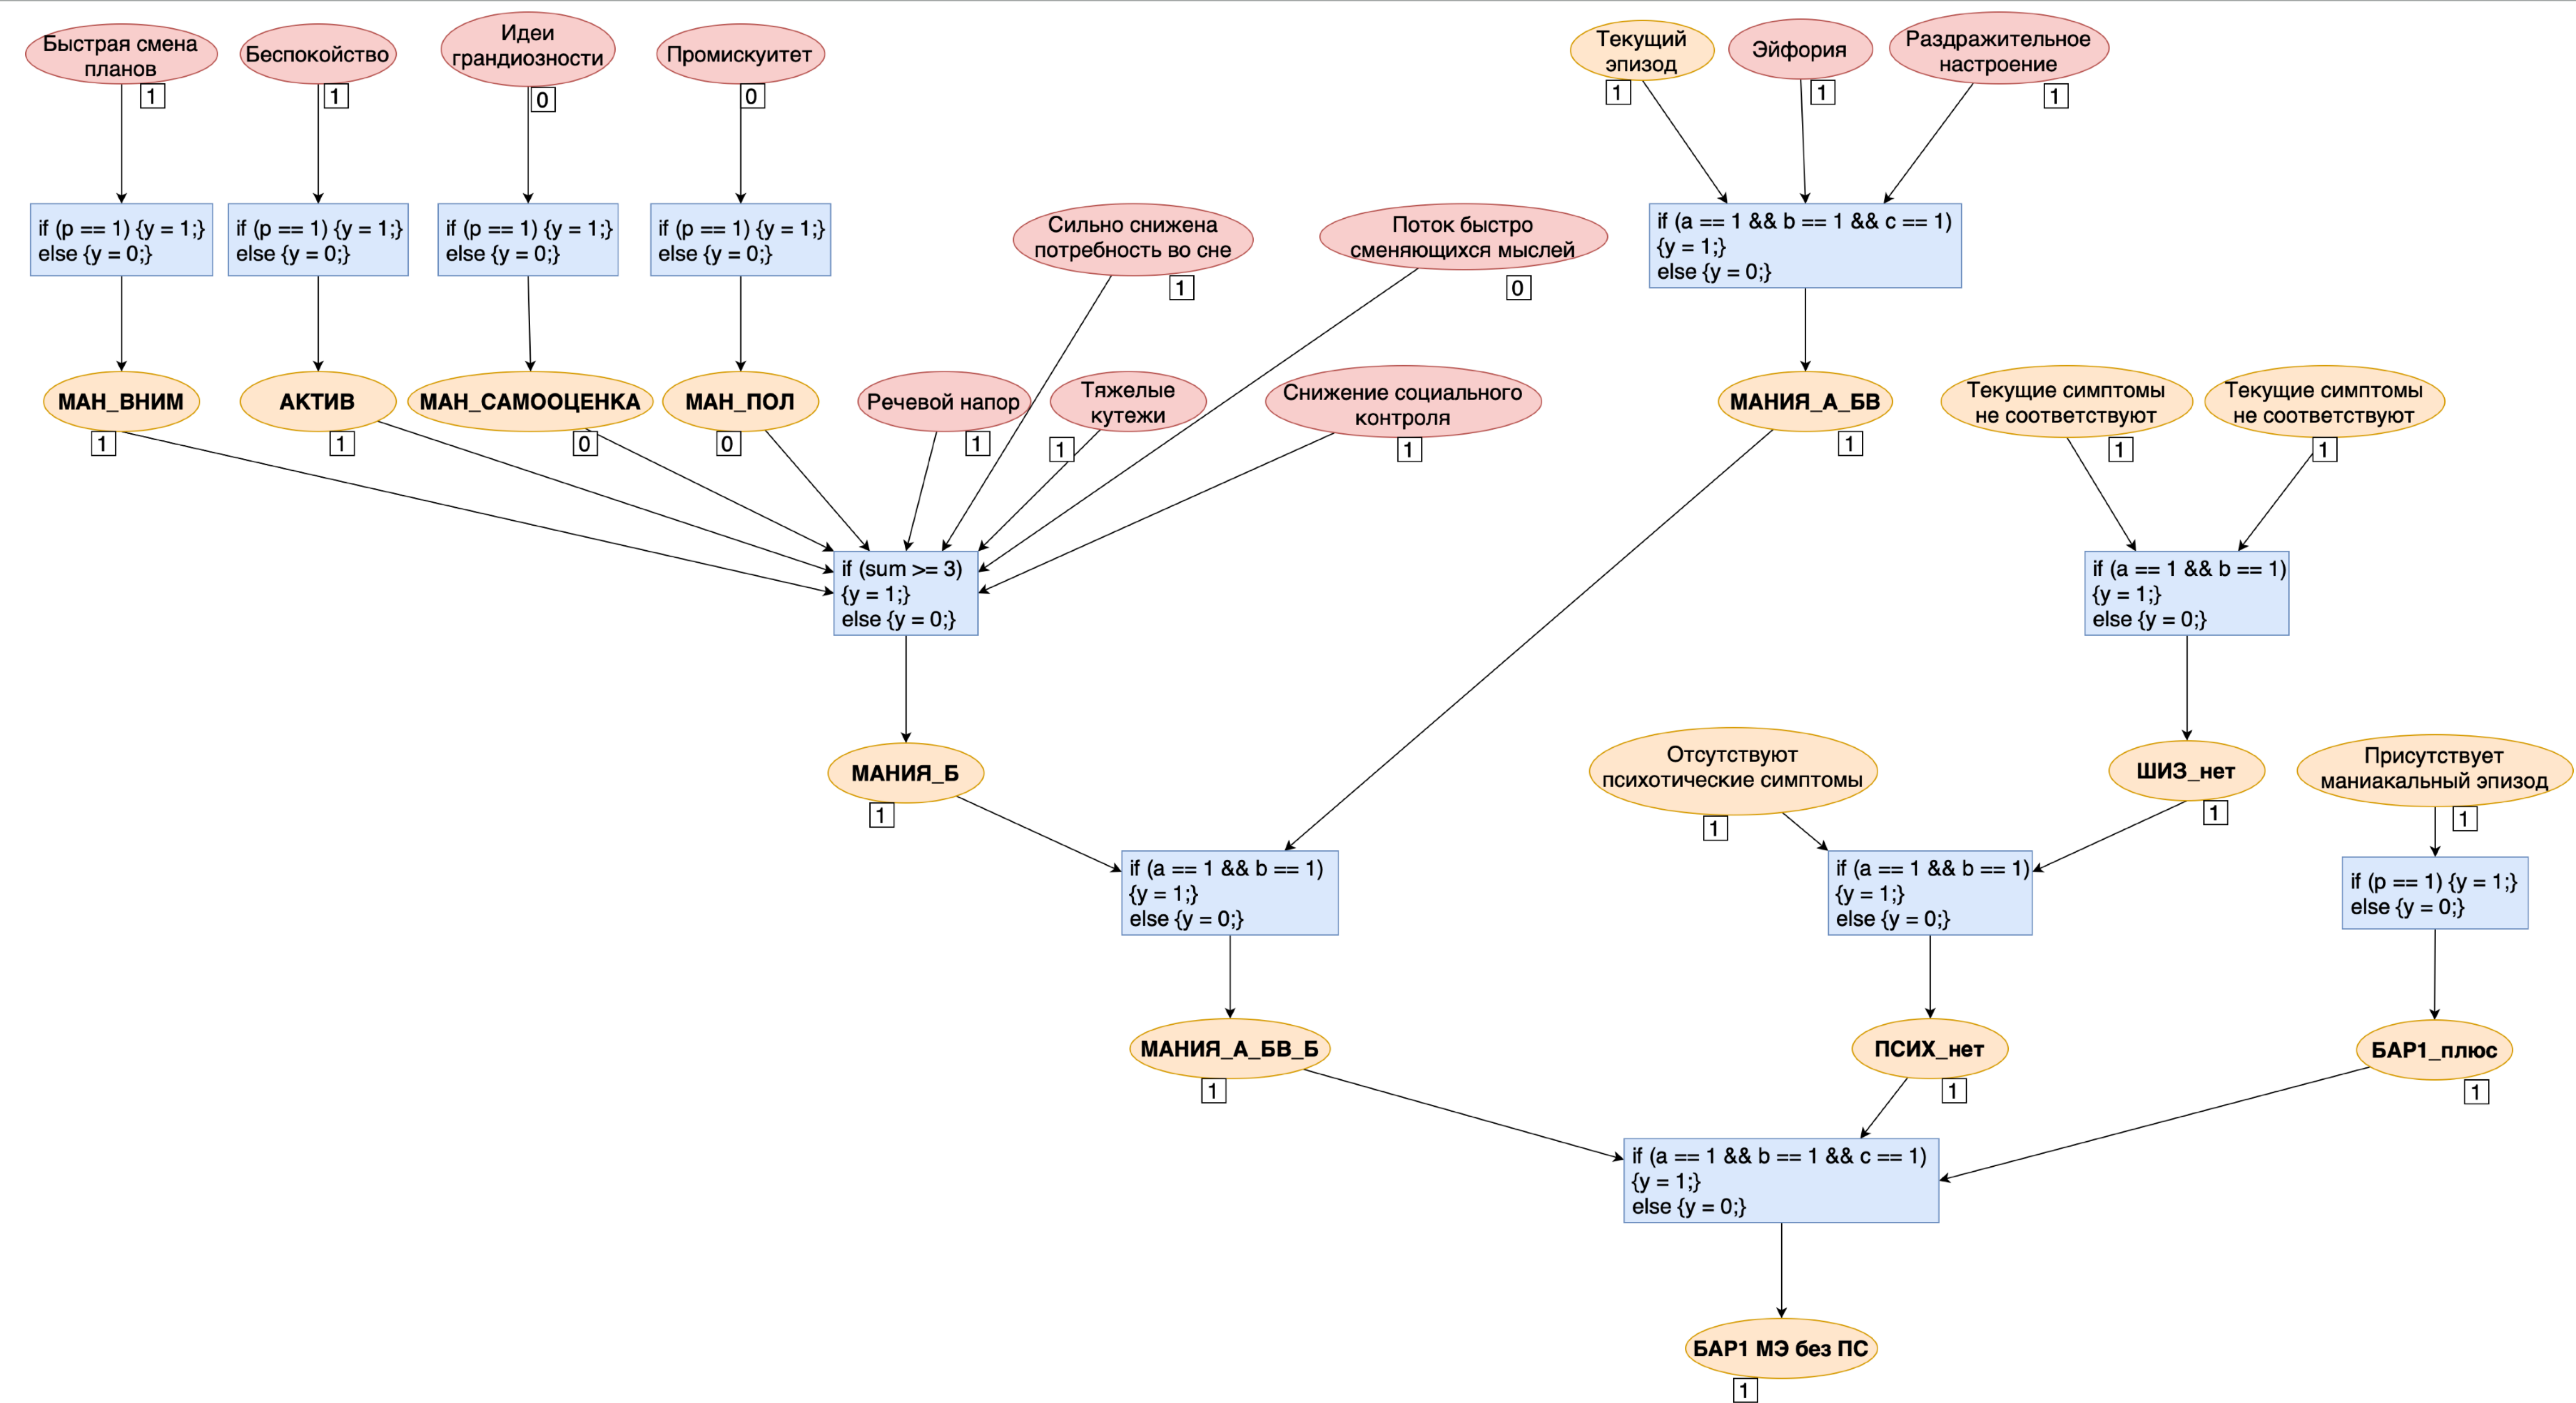 Быстрая смена
планов
1
Беспокойство
1
Идеи
грандиозности
0
Промискуитет
0
Текущий
эпизод
1
Эйфория
1
Раздражительное
настроение
1
if (p == 1) {y = 1;}
else {y = 0;}
if (p == 1) {y = 1;}
else {y = 0;}
if (p == 1) {y = 1;}
else {y = 0;}
if (p == 1) {y = 1;}
else {y = 0;}
Сильно снижена
потребность во сне
1
Поток быстро
сменяющихся мыслей
0
if (a == 1 && b == 1 && c == 1)
{y = 1;}
else {y = 0;}
МАН_ВНИМ
1
АКТИВ
1
МАН_САМООЦЕНКА
0
МАН_ПОЛ
0
Речевой напор
1
Тяжелые
кутежи
1
Снижение социального
контроля
1
МАНИЯ_А_БВ
1
Текущие симптомы
не соответствуют
1
Текущие симптомы
не соответствуют
1
if (sum >= 3)
{y = 1;}
else {y = 0;}
if (a == 1 && b == 1)
{y = 1;}
else {y = 0;}
МАНИЯ_Б
1
Отсутствуют
психотические симптомы
1
ШИЗ_нет
1
Присутствует
маниакальный эпизод
1
if (a == 1 && b == 1)
{y = 1;}
else {y = 0;}
if (a == 1 && b == 1)
{y = 1;}
else {y = 0;}
if (p == 1) {y = 1;}
else {y = 0;}
МАНИЯ_А_БВ_Б
1
ПСИХ_нет
1
БАР1_плюс
1
if (a == 1 && b == 1 && c == 1)
{y = 1;}
else {y = 0;}
БАР1 МЭ без ПС
1